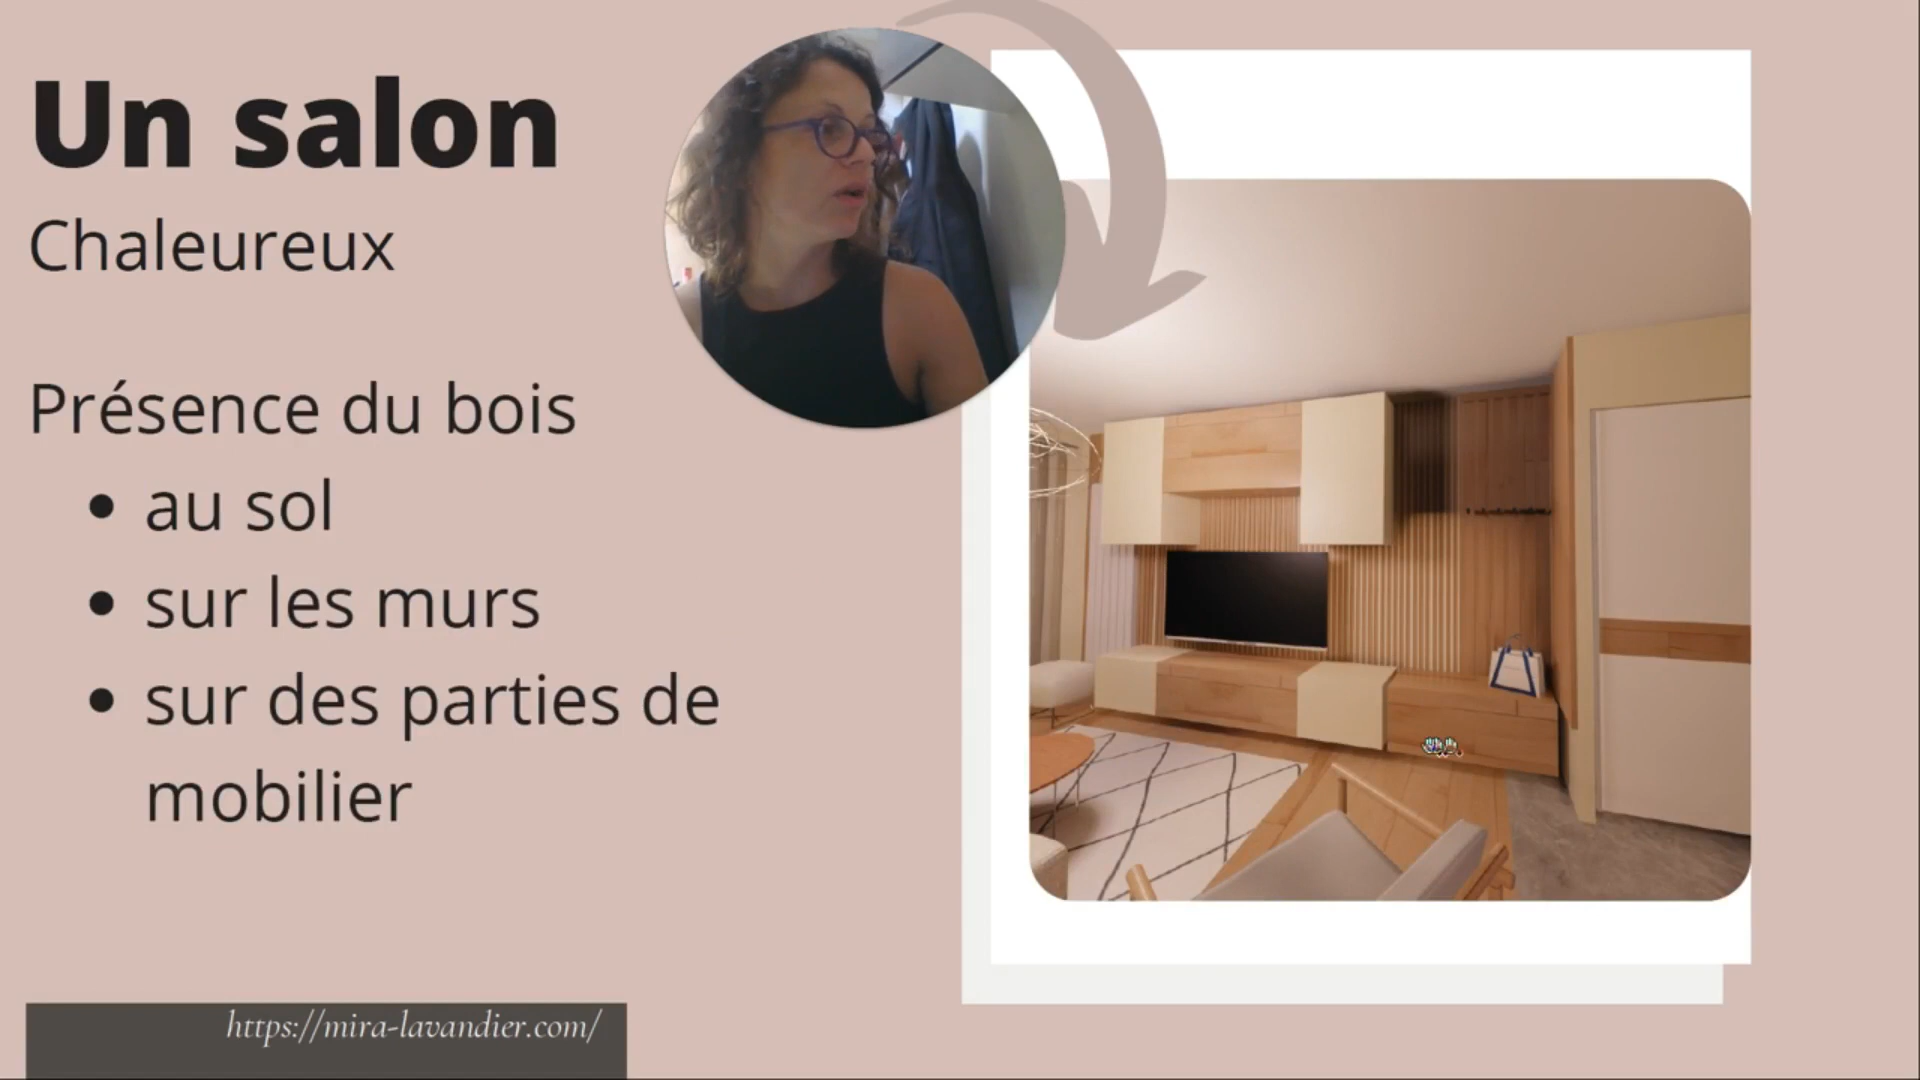 Un salon
Chaleureux
Présence du bois
• au sol
• sur les murs
• sur des parties de
mobilier
https://mira-lavandier.com/